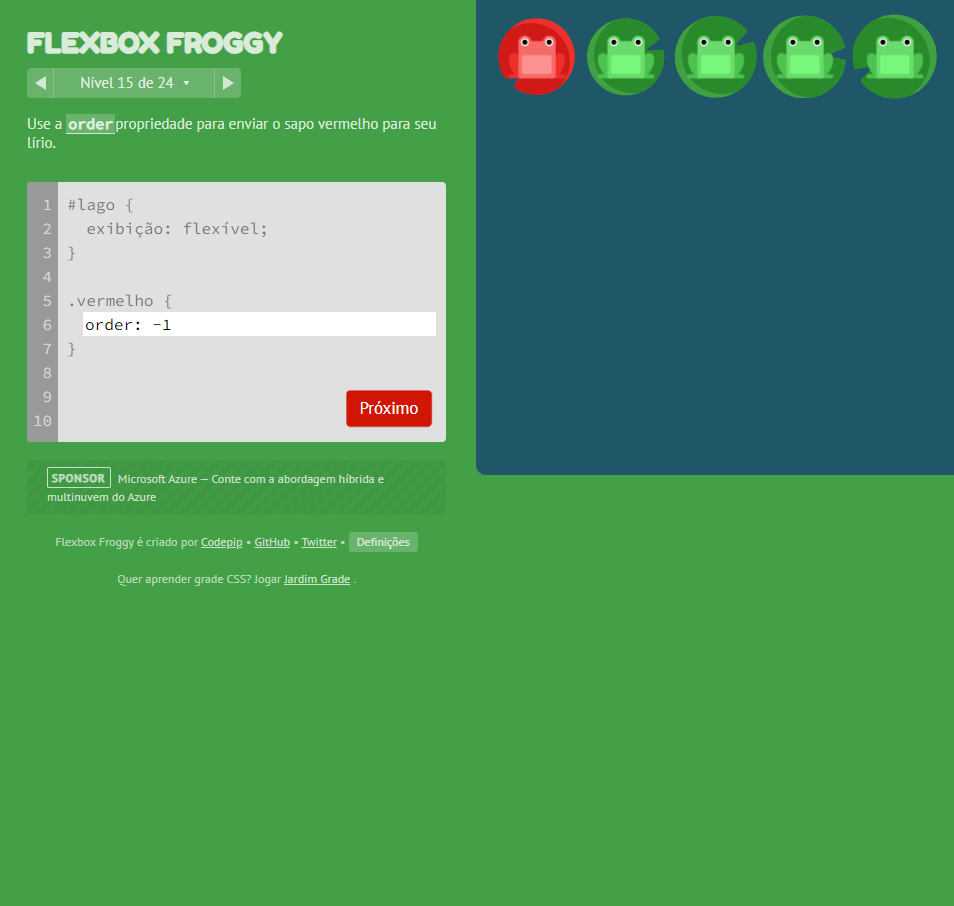 FLEXBOX FROGGY
Nível 15 de 24
Use a order propriedade para enviar o sapo vermelho para seu
lírio.
1 #lago {
2 exibição: flexível;
3 }
4
5 .vermelho {
6 order: -1
7 }
8
9
10
Próximo
SPONSOR Microsoft Azure — Conte com a abordagem híbrida e
multinuvem do Azure
Flexbox Froggy é criado por Codepip • GitHub • Twitter • Definições
Quer aprender grade CSS? Jogar Jardim Grade .